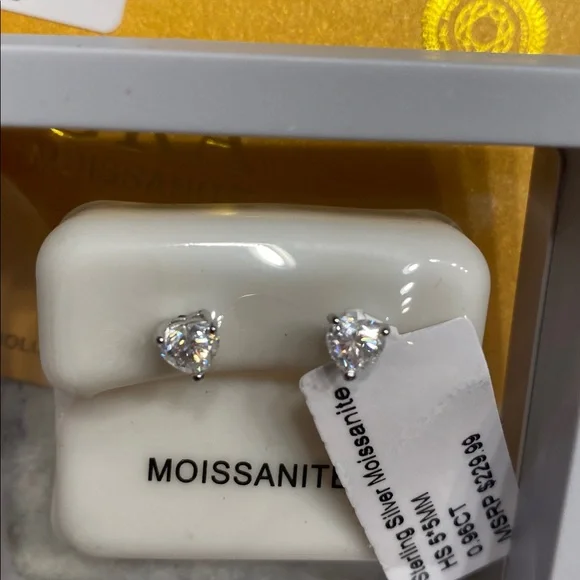 MOISSANITE
Sterling Silver Moissanite
HS 5*5MM
0.96CT
MSRP $229.99